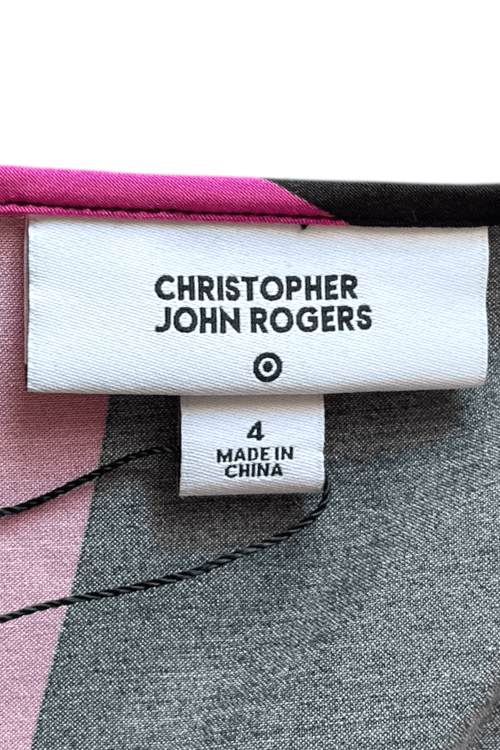 CHRISTOPHER
JOHN ROGERS
4
MADE IN
CHINA